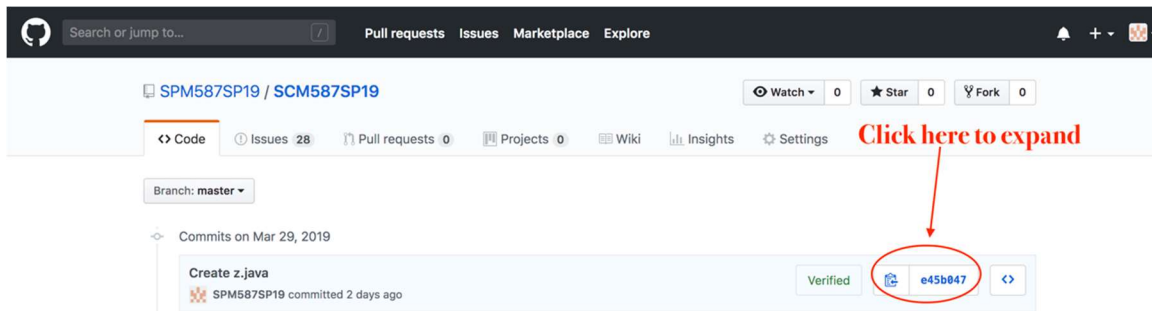 Search or jump to... / Pull requests Issues Marketplace Explore
SPM587SP19 / SCM587SP19 Watch 0 Star 0 Fork 0
<> Code Issues 28 Pull requests 0 Projects 0 Wiki Insights Settings Click here to expand
Branch: master
Commits on Mar 29, 2019
Create z.java
Verified e45b047 <>
SPM587SP19 committed 2 days ago